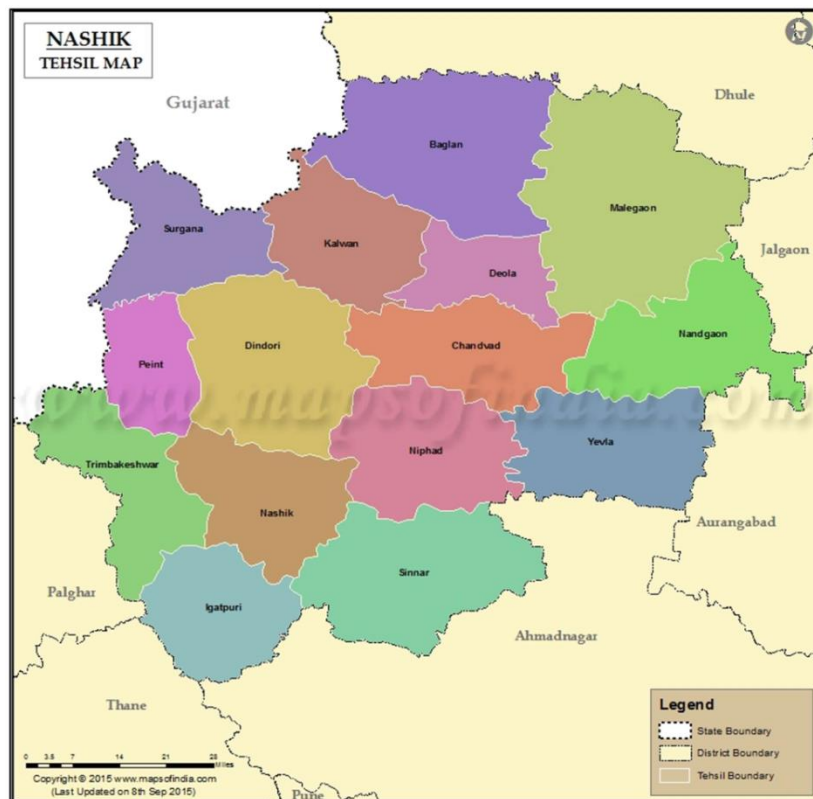 NASHIK
TEHSIL MAP
Gujarat
Dhule
Baglan
Malegaon
Surgana
Kalwan
Jalgaon
Deola
Nandgaon
Peint
Dindori
Chandvad
www.mapsofindia.com
Trimbakeshwar
Niphad
Yevla
Nashik
Aurangabad
Sinnar
Palghar
Igatpuri
Ahmadnagar
Thane
Legend
State Boundary
District Boundary
Tehsil Boundary
0 3.5 7 14 21 28
Miles
Copyright © 2015 www.mapsofindia.com
(Last Updated on 8th Sep 2015)
Pune